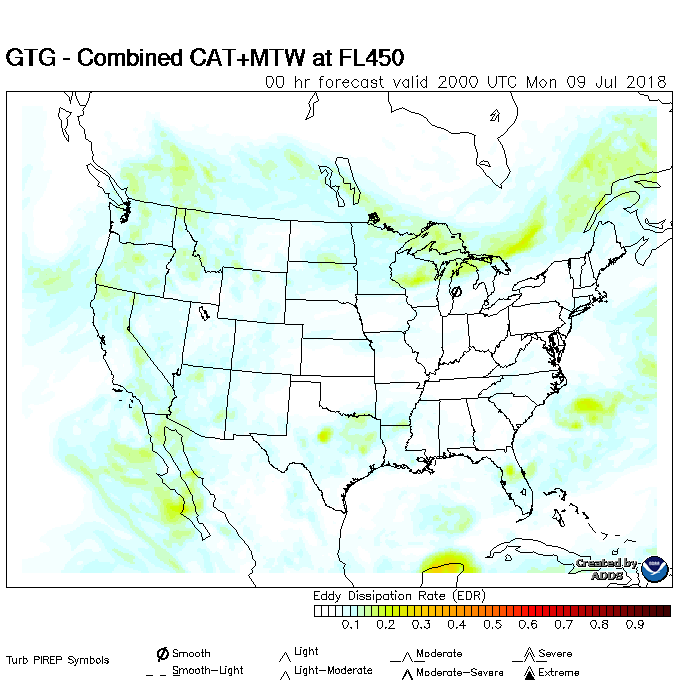 GTG - Combined CAT+MTW at FL450
00 hr forecast valid 2000 UTC Mon 09 Jul 2018
Created by
ADDS
Eddy Dissipation Rate (EDR)
0.1 0.2 0.3 0.4 0.5 0.6 0.7 0.8 0.9
Turb PIREP Symbols
Smooth Light Moderate Severe
Smooth-Light Light-Moderate Moderate-Severe Extreme